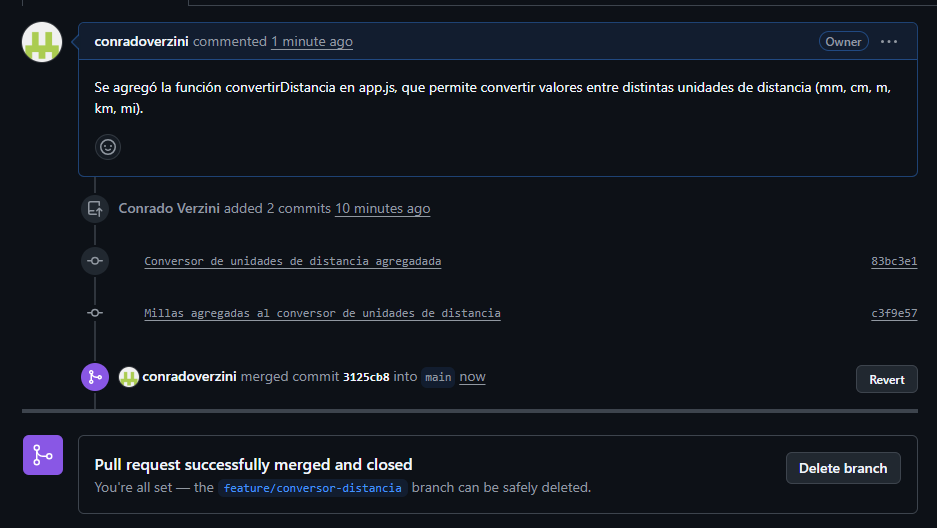 conradoverzini commented 1 minute ago Owner ...
Se agregó la función convertirDistancia en app.js, que permite convertir valores entre distintas unidades de distancia (mm, cm, m,
km, mi).
Conrado Verzini added 2 commits 10 minutes ago
Conversor de unidades de distancia agregadada 83bc3e1
Millas agregadas al conversor de unidades de distancia c3f9e57
conradoverzini merged commit 3125cb8 into main now Revert
Pull request successfully merged and closed
You're all set — the feature/conversor-distancia branch can be safely deleted.
Delete branch